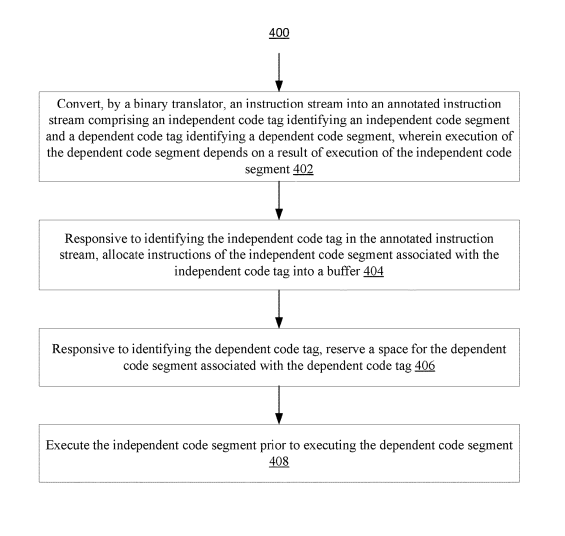 400
Convert, by a binary translator, an instruction stream into an annotated instruction
stream comprising an independent code tag identifying an independent code segment
and a dependent code tag identifying a dependent code segment, wherein execution of
the dependent code segment depends on a result of execution of the independent code
segment 402
Responsive to identifying the independent code tag in the annotated instruction
stream, allocate instructions of the independent code segment associated with the
independent code tag into a buffer 404
Responsive to identifying the dependent code tag, reserve a space for the dependent
code segment associated with the dependent code tag 406
Execute the independent code segment prior to executing the dependent code segment
408